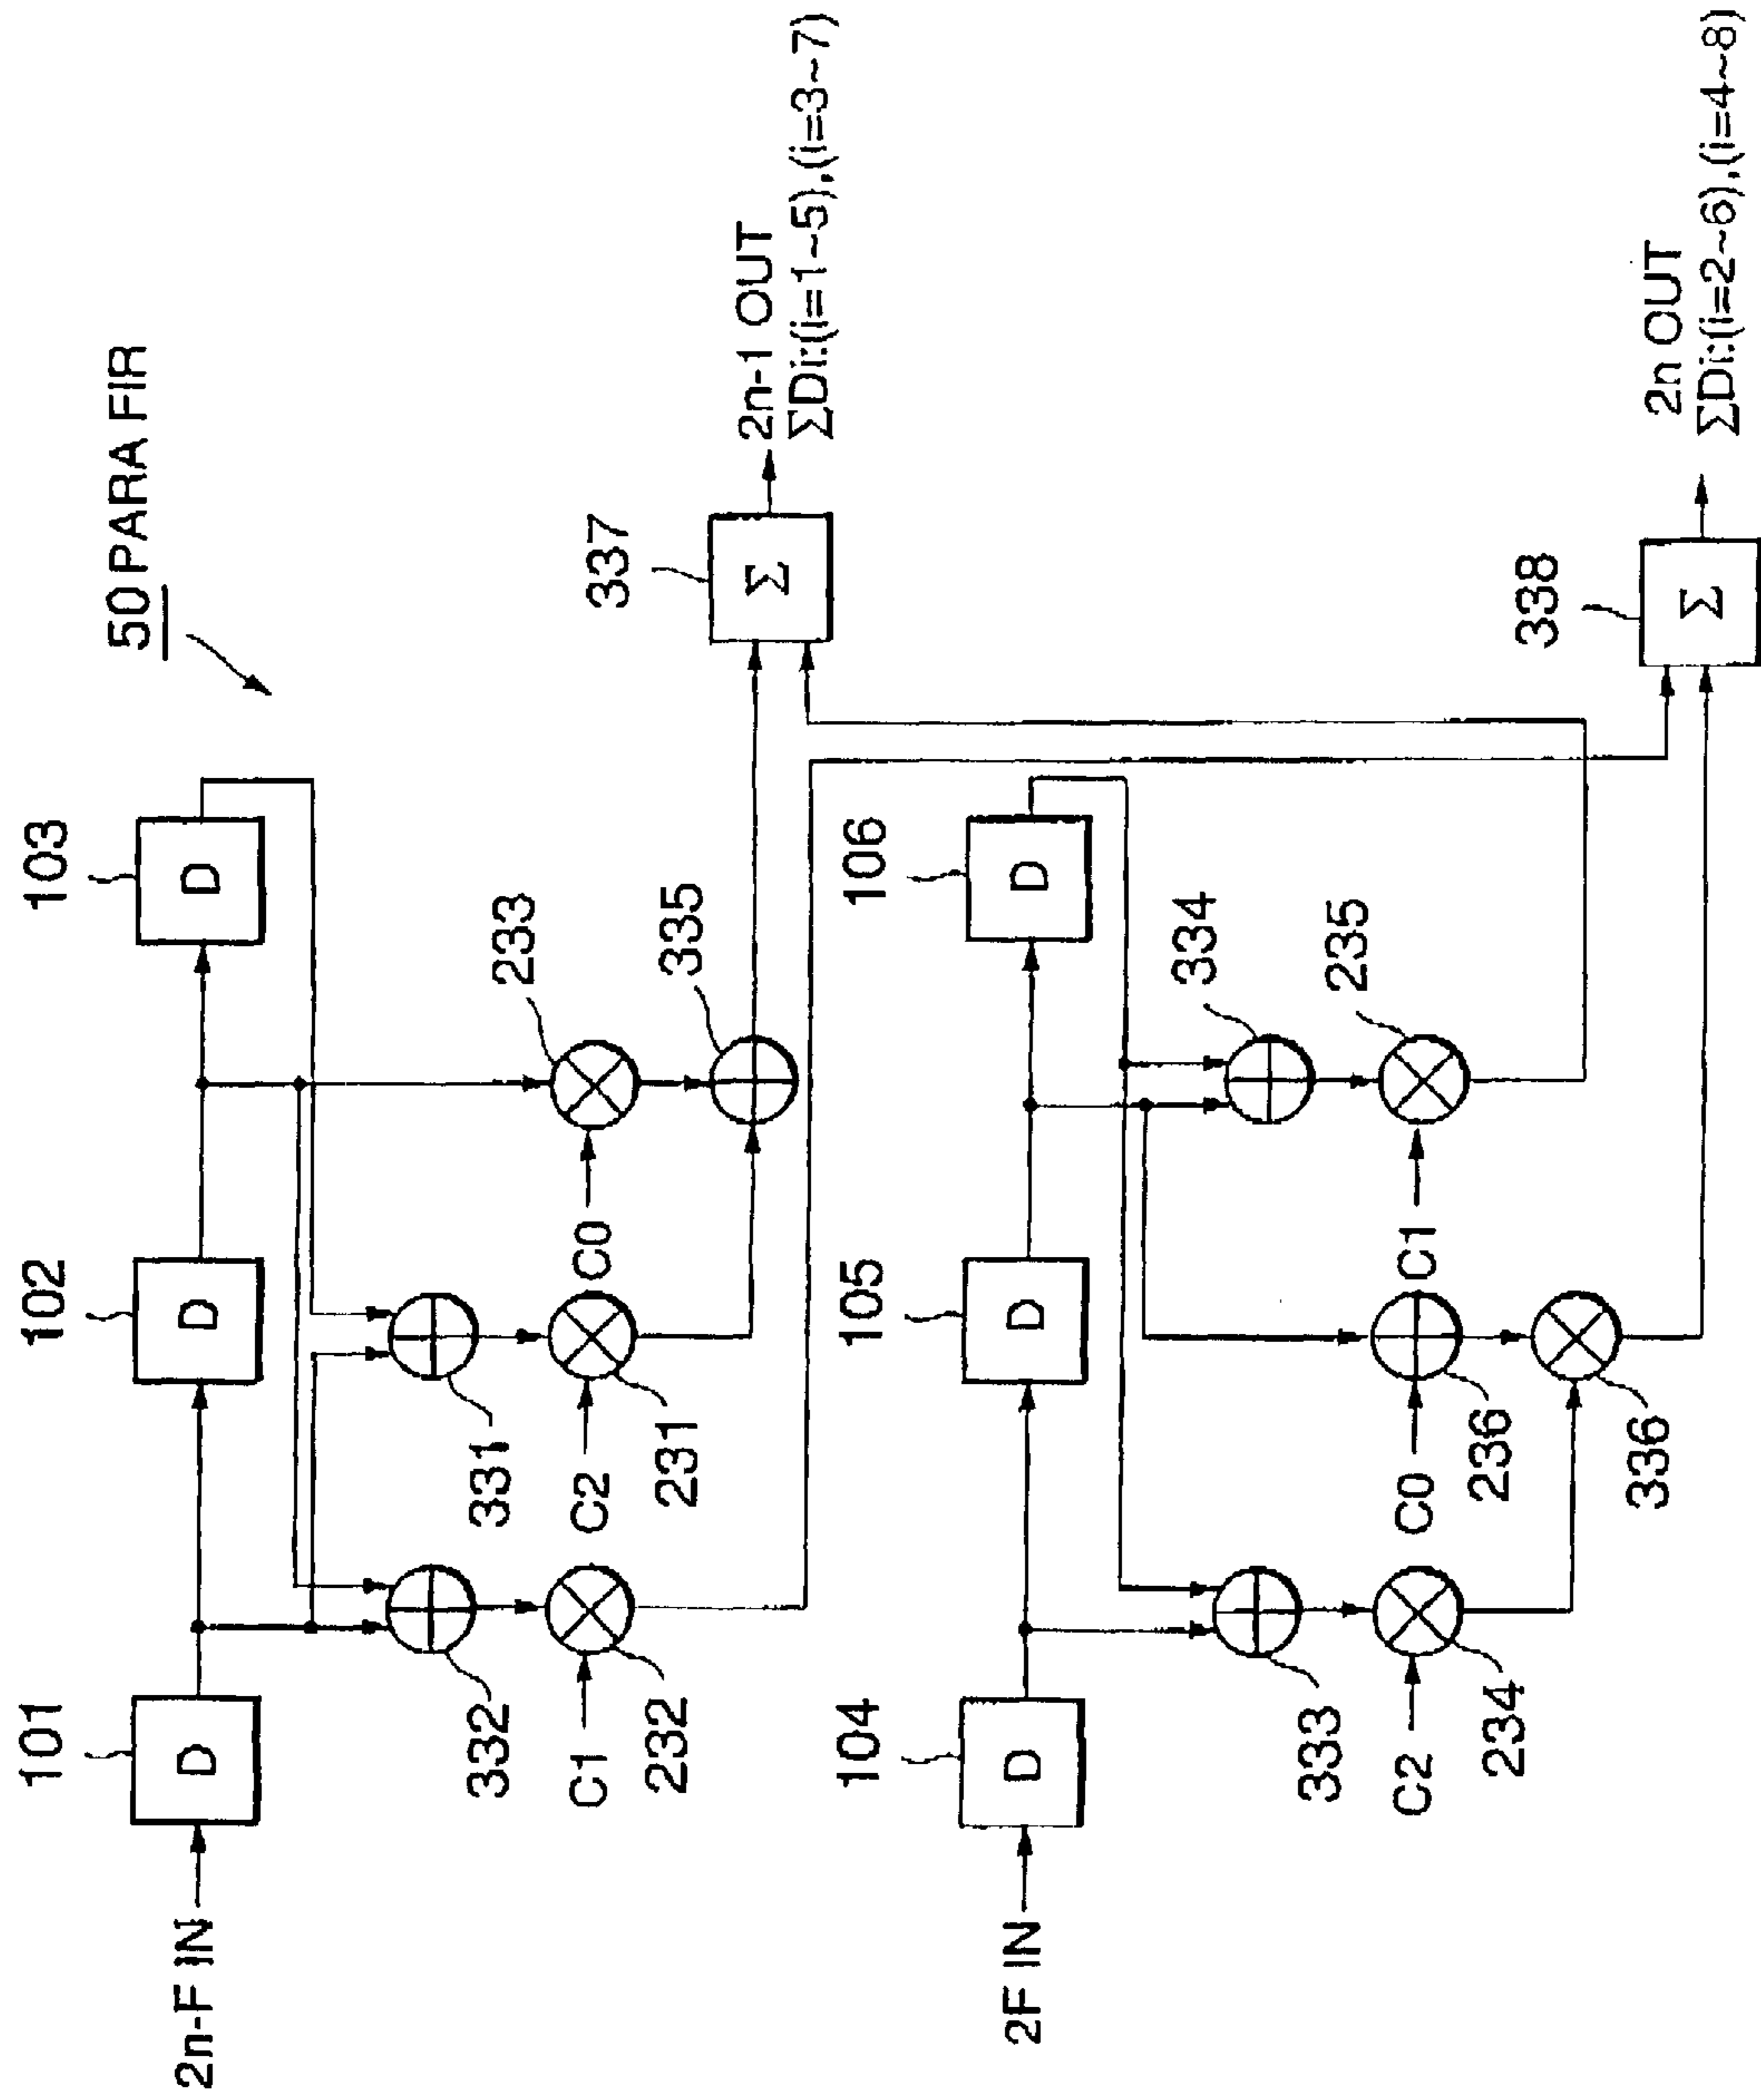 50 PARA FIR
101
102
103
D
D
D
2n-F IN
332
331
233
337
C1
C2
C0
232
231
335
Σ
2n-1 OUT
ΣDi:(i=1~5),(i=3~7)
104
105
106
D
D
D
2F IN
333
334
C2
C0
C1
235
234
236
336
338
Σ
2n OUT
ΣDi:(i=2~6),(i=4~8)